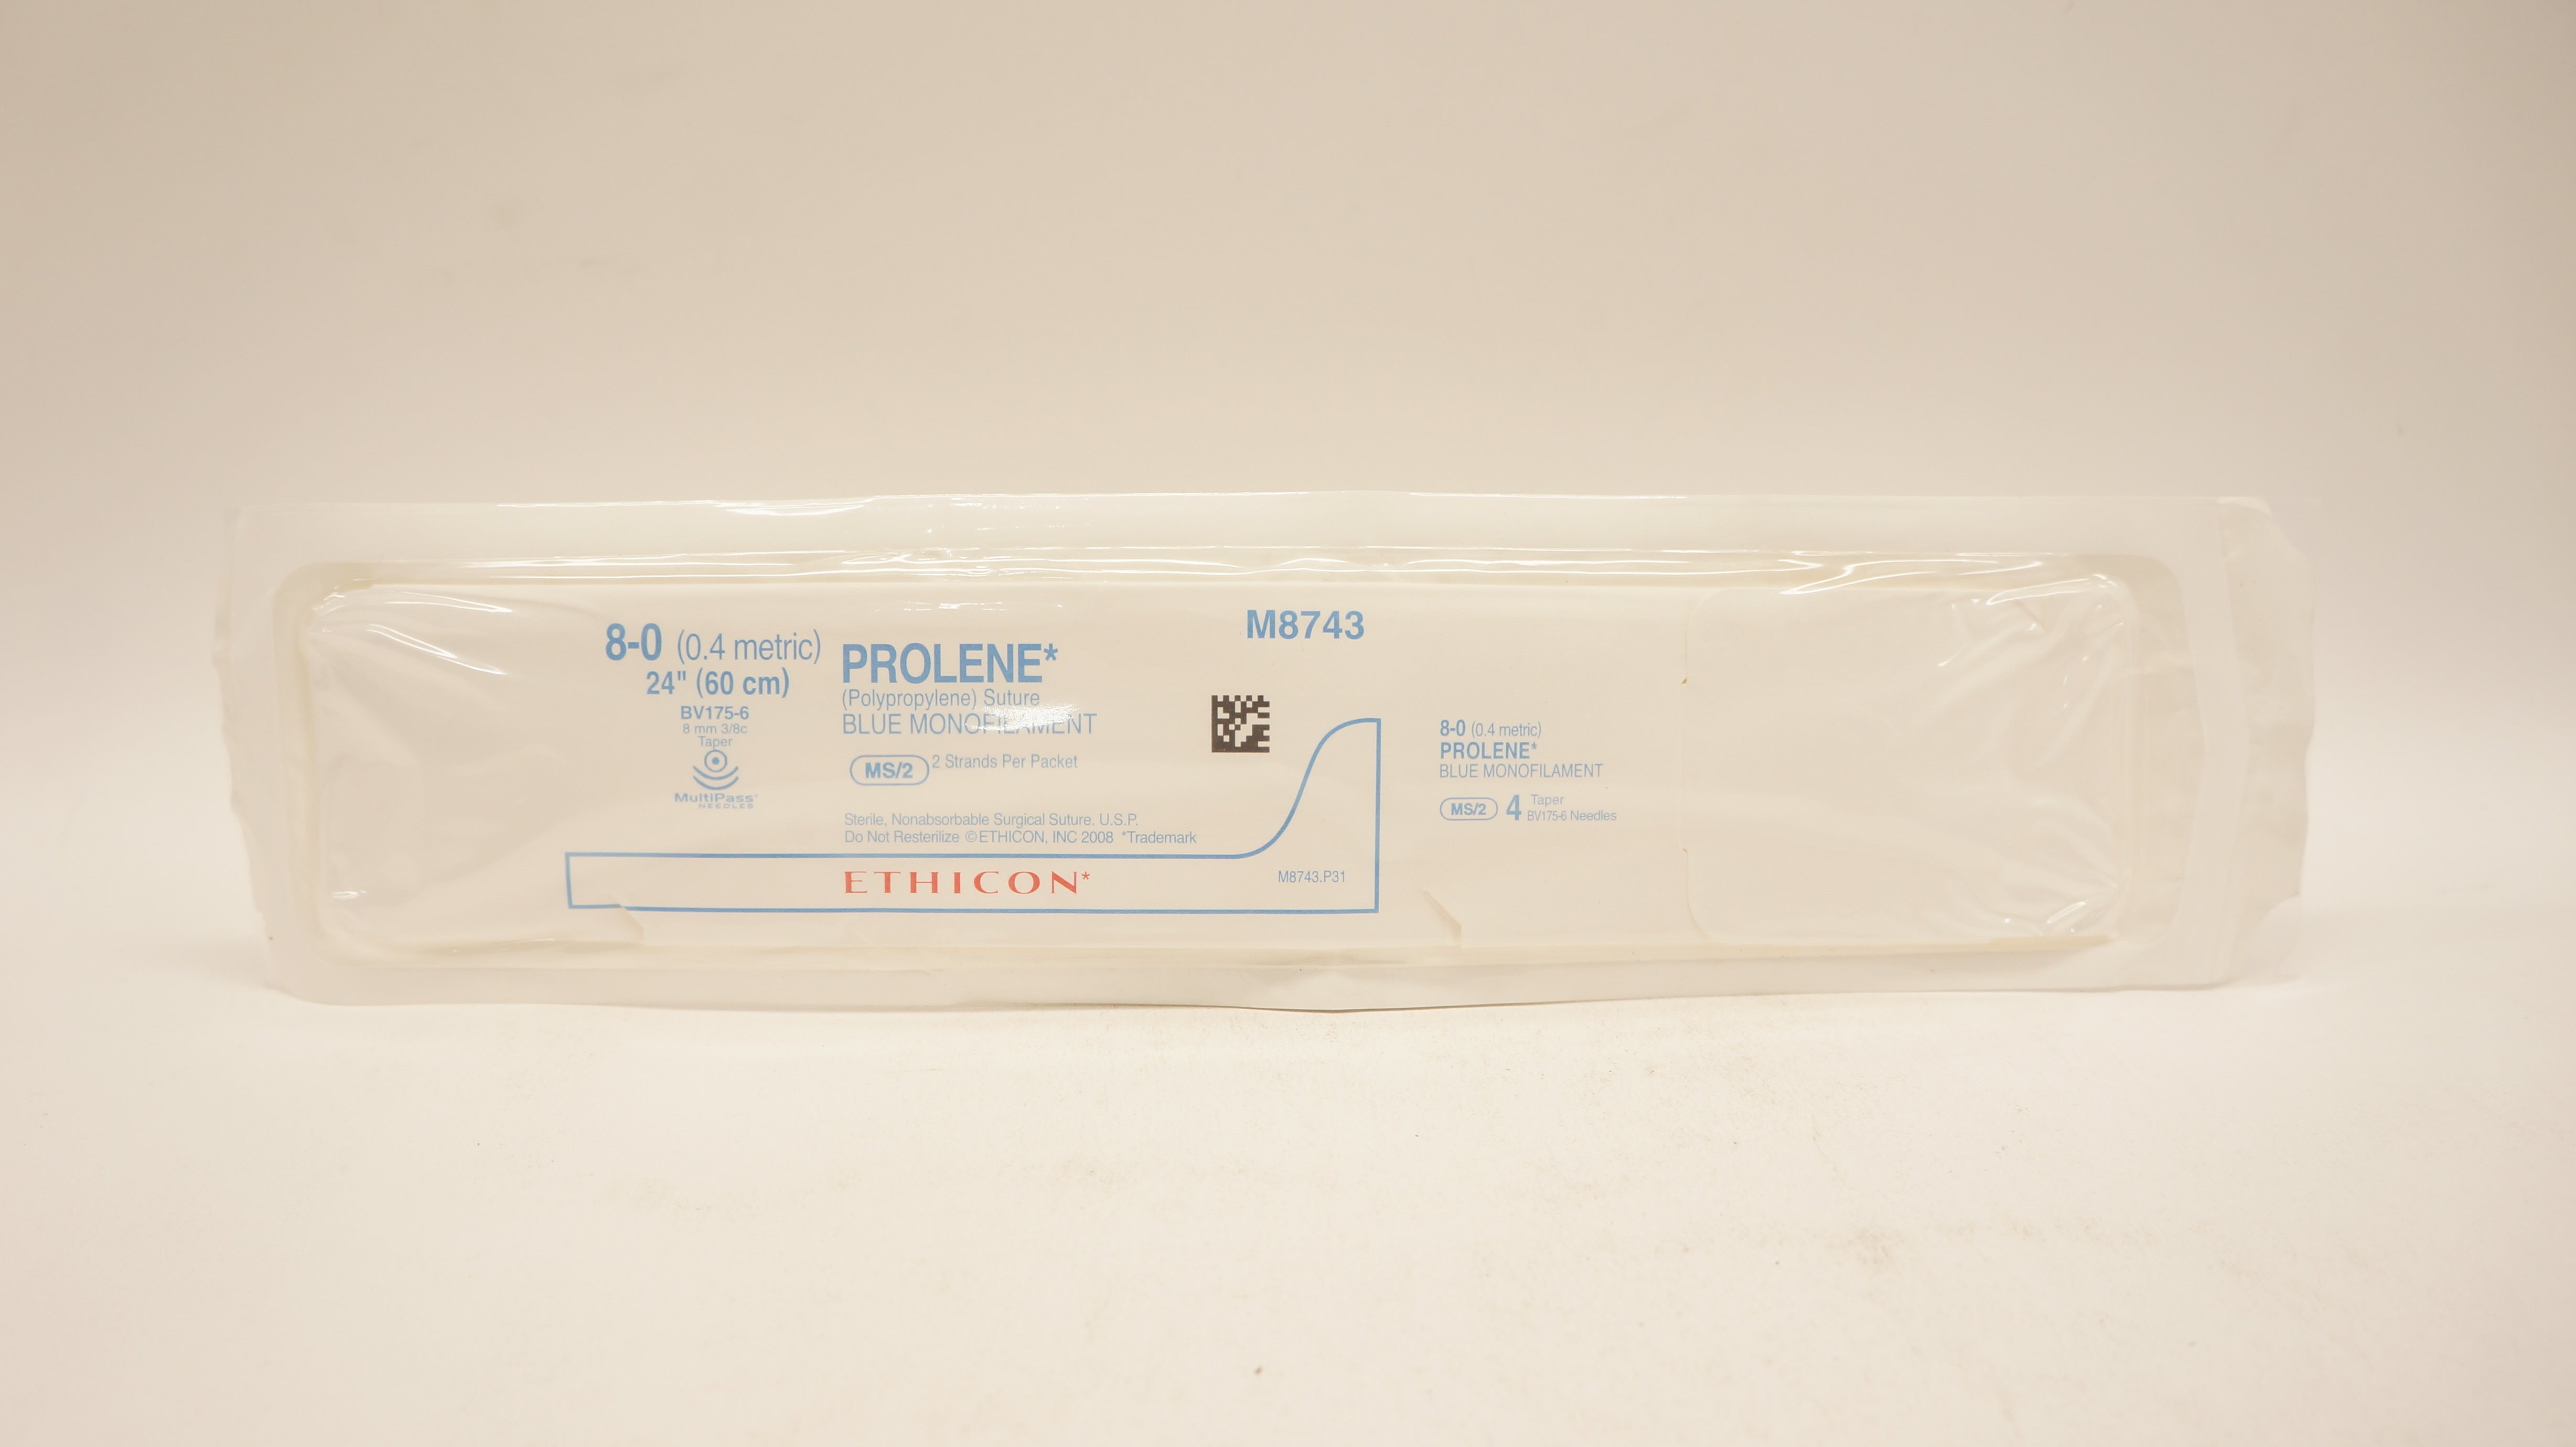 M8743
8-0 (0.4 metric)
24" (60 cm)
BV175-6
8 mm 3/8c
Taper
MultiPass*
NEEDLES
PROLENE*
(Polypropylene) Suture
BLUE MONOFILAMENT
MS/2 2 Strands Per Packet
Sterile, Nonabsorbable Surgical Suture, U.S.P.
Do Not Resterilize ©ETHICON, INC 2008 *Trademark
ETHICON*
M8743.P31
8-0 (0.4 metric)
PROLENE*
BLUE MONOFILAMENT
MS/2 4 Taper
BV175-6 Needles